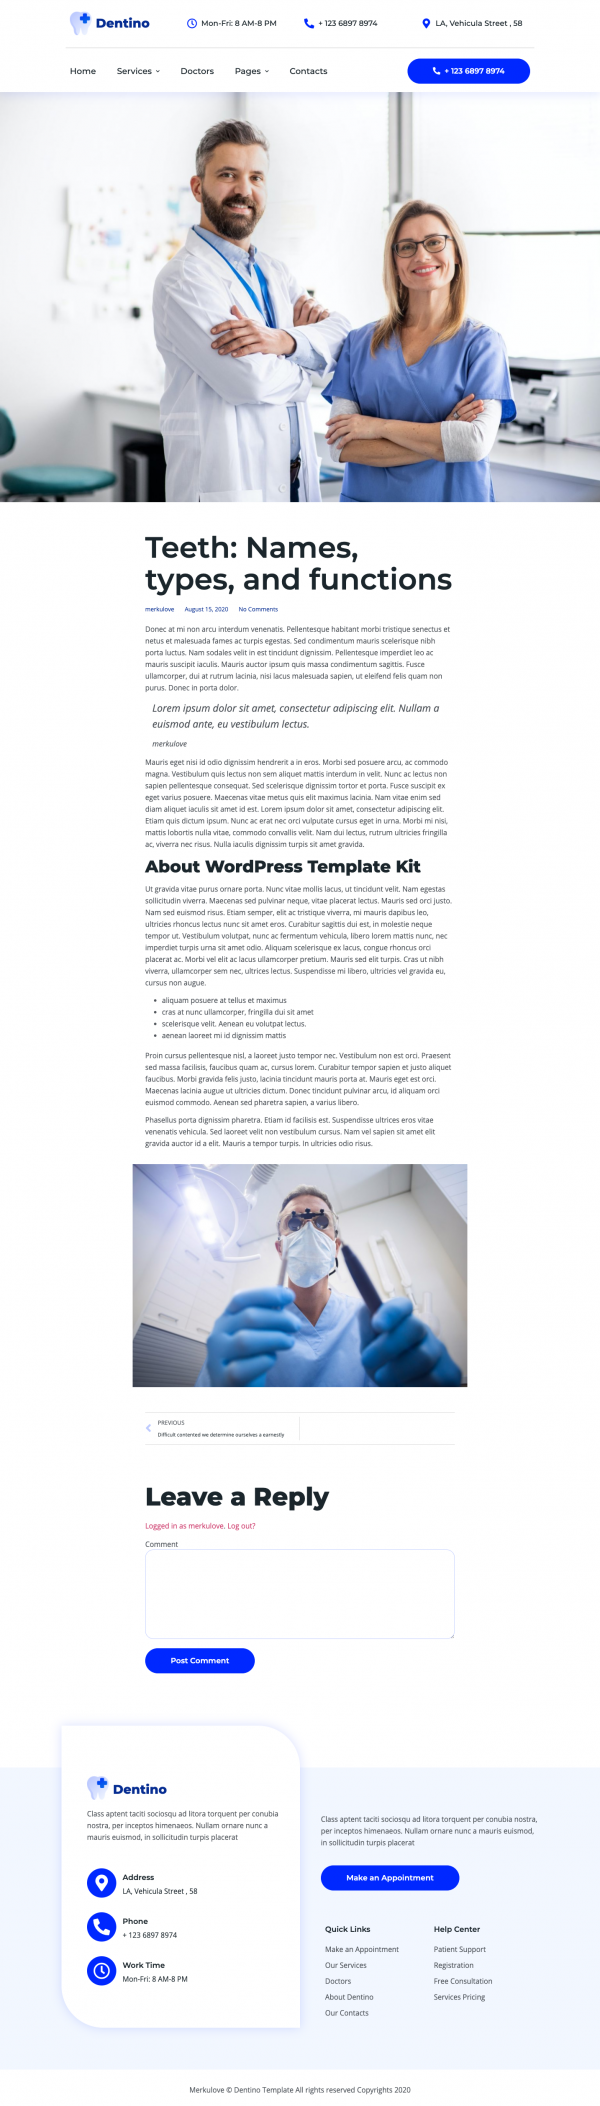 Dentino
Mon-Fri: 8 AM-8 PM
+ 123 6897 8974
LA, Vehicula Street , 58
Home
Services
Doctors
Pages
Contacts
+ 123 6897 8974
Teeth: Names,
types, and functions
merkulove August 15, 2020 No Comments
Donec at mi non arcu interdum venenatis. Pellentesque habitant morbi tristique senectus et
netus et malesuada fames ac turpis egestas. Sed condimentum mauris scelerisque nibh
porta luctus. Nam sodales velit in est tincidunt dignissim. Pellentesque imperdiet leo ac
mauris suscipit iaculis. Mauris auctor ipsum quis massa condimentum sagittis. Fusce
ullamcorper, dui at rutrum lacinia, nisi lacus malesuada sapien, ut eleifend felis quam non
purus. Donec in porta dolor.
Lorem ipsum dolor sit amet, consectetur adipiscing elit. Nullam a
euismod ante, eu vestibulum lectus.
merkulove
Mauris eget nisi id odio dignissim hendrerit a in eros. Morbi sed posuere arcu, ac commodo
magna. Vestibulum quis lectus non sem aliquet mattis interdum in velit. Nunc ac lectus non
sapien pellentesque consequat. Sed scelerisque dignissim tortor et porta. Fusce suscipit ex
eget varius posuere. Maecenas vitae metus quis elit maximus lacinia. Nam vitae enim sed
diam aliquet iaculis sit amet id est. Lorem ipsum dolor sit amet, consectetur adipiscing elit.
Etiam quis dictum ipsum. Nunc ac erat nec orci vulputate cursus eget in urna. Morbi mi nisi,
mattis lobortis nulla vitae, commodo convallis velit. Nam dui lectus, rutrum ultricies fringilla
ac, viverra nec risus. Nulla iaculis dignissim turpis sit amet gravida.
About WordPress Template Kit
Ut gravida vitae purus ornare porta. Nunc vitae mollis lacus, ut tincidunt velit. Nam egestas
sollicitudin viverra. Maecenas sed pulvinar neque, vitae placerat lectus. Mauris sed orci justo.
Nam sed euismod risus. Etiam semper, elit ac tristique viverra, mi mauris dapibus leo,
ultricies rhoncus lectus nunc sit amet eros. Curabitur sagittis dui est, in molestie neque
tempor ut. Vestibulum volutpat, nunc ac fermentum vehicula, libero lorem mattis nunc, nec
imperdiet turpis urna sit amet odio. Aliquam scelerisque ex lacus, congue rhoncus orci
placerat ac. Morbi vel elit ac lacus ullamcorper pretium. Mauris sed elit turpis. Cras ut nibh
viverra, ullamcorper sem nec, ultrices lectus. Suspendisse mi libero, ultricies vel gravida eu,
cursus non augue.
• aliquam posuere at tellus et maximus
• cras at nunc ullamcorper, fringilla dui sit amet
• scelerisque velit. Aenean eu volutpat lectus.
• aenean laoreet mi id dignissim mattis
Proin cursus pellentesque nisl, a laoreet justo tempor nec. Vestibulum non est orci. Praesent
sed massa facilisis, faucibus quam ac, cursus lorem. Curabitur tempor sapien et justo aliquet
faucibus. Morbi gravida felis justo, lacinia tincidunt mauris porta at. Mauris eget est orci.
Maecenas lacinia augue ut ultricies dictum. Donec tincidunt pulvinar arcu, id aliquam orci
euismod commodo. Aenean sed pharetra sapien, a varius libero.
Phasellus porta dignissim pharetra. Etiam id facilisis est. Suspendisse ultrices eros vitae
venenatis vehicula. Sed laoreet velit non vestibulum cursus. Nam vel sapien sit amet elit
gravida auctor id a elit. Mauris a tempor turpis. In ultricies odio risus.
PREVIOUS
Difficult contented we determine ourselves a earnestly
Leave a Reply
Logged in as merkulove. Log out?
Comment
Post Comment
Dentino
Class aptent taciti sociosqu ad litora torquent per conubia
nostra, per inceptos himenaeos. Nullam ornare nunc a
mauris euismod, in sollicitudin turpis placerat
Address
LA, Vehicula Street , 58
Phone
+ 123 6897 8974
Work Time
Mon-Fri: 8 AM-8 PM
Class aptent taciti sociosqu ad litora torquent per conubia nostra,
per inceptos himenaeos. Nullam ornare nunc a mauris euismod,
in sollicitudin turpis placerat
Make an Appointment
Quick Links
Make an Appointment
Our Services
Doctors
About Dentino
Our Contacts
Help Center
Patient Support
Registration
Free Consultation
Services Pricing
Merkulove © Dentino Template All rights reserved Copyrights 2020